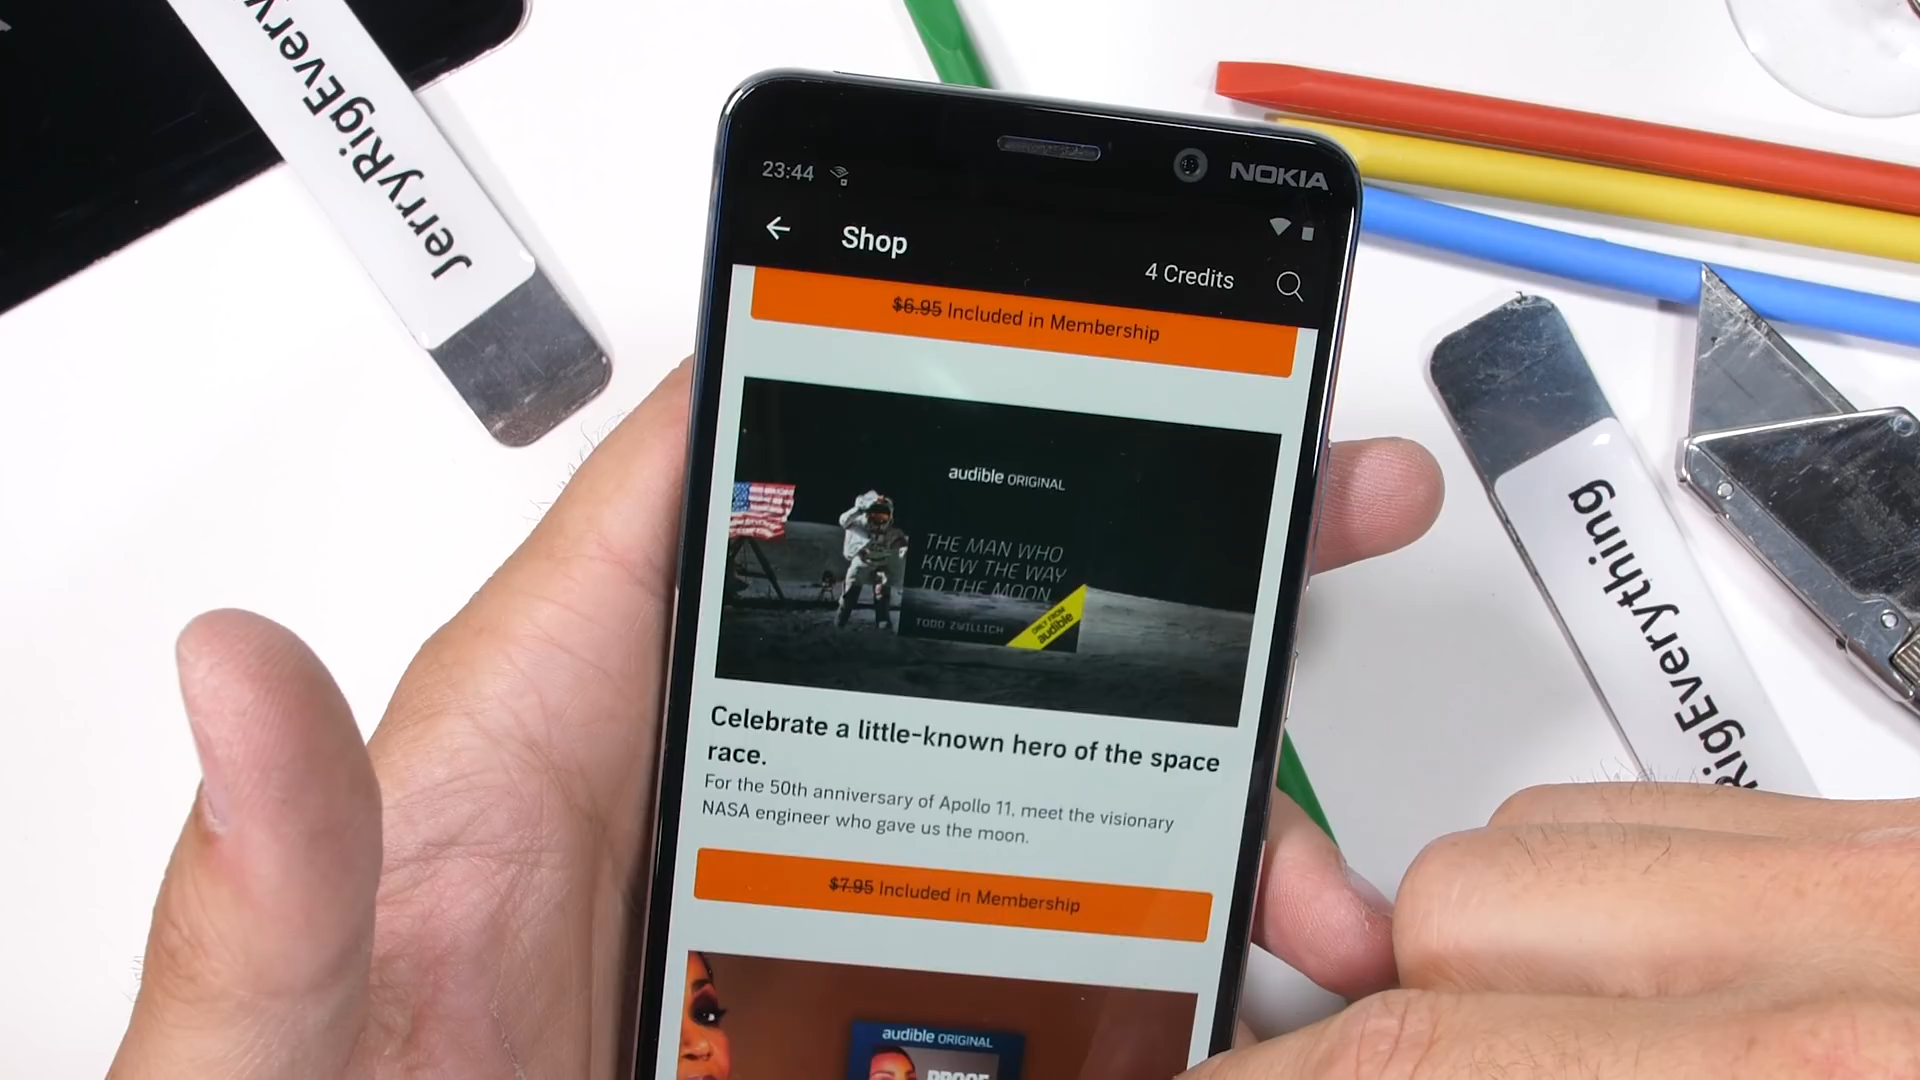 JerryRigEvery
23:44
NOKIA
Shop
4 Credits
$6.95 Included in Membership
audible ORIGINAL
THE MAN WHO
KNEW THE WAY
TO THE MOON
TODD ZWILLICH
ONLY FROM
audible
Celebrate a little-known hero of the space
race.
For the 50th anniversary of Apollo 11, meet the visionary
NASA engineer who gave us the moon.
$7.95 Included in Membership
audible ORIGINAL
PROOF
RigEverything